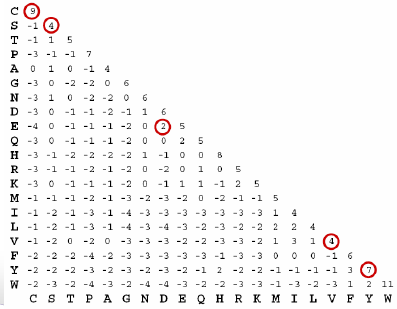 C 9
S -1 4
T -1 1 5
P -3 -1 -1 7
A 0 1 0 -1 4
G -3 0 -2 -2 0 6
N -3 1 0 -2 -2 0 6
D -3 0 -1 -1 -2 -1 1 6
E -4 0 -1 -1 -1 -2 0 2 5
Q -3 0 -1 -1 -1 -2 0 0 2 5
H -3 -1 -2 -2 -2 -2 1 -1 0 0 8
R -3 -1 -1 -2 -1 -2 0 -2 0 1 0 5
K -3 0 -1 -1 -1 -2 0 -1 1 1 -1 2 5
M -1 -1 -1 -2 -1 -3 -2 -3 -2 0 -2 -1 -1 5
I -1 -2 -1 -3 -1 -4 -3 -3 -3 -3 -3 -3 -3 1 4
L -1 -2 -1 -3 -1 -4 -3 -4 -3 -2 -3 -2 -2 2 2 4
V -1 -2 0 -2 0 -3 -3 -3 -2 -2 -3 -3 -2 1 3 1 4
F -2 -2 -2 -4 -2 -3 -3 -3 -3 -3 -1 -3 -3 0 0 0 -1 6
Y -2 -2 -2 -3 -2 -3 -2 -3 -2 -1 2 -2 -2 -1 -1 -1 -1 3 7
W -2 -3 -2 -4 -3 -2 -4 -4 -3 -2 -2 -3 -3 -1 -3 -2 -3 1 2 11
C S T P A G N D E Q H R K M I L V F Y W